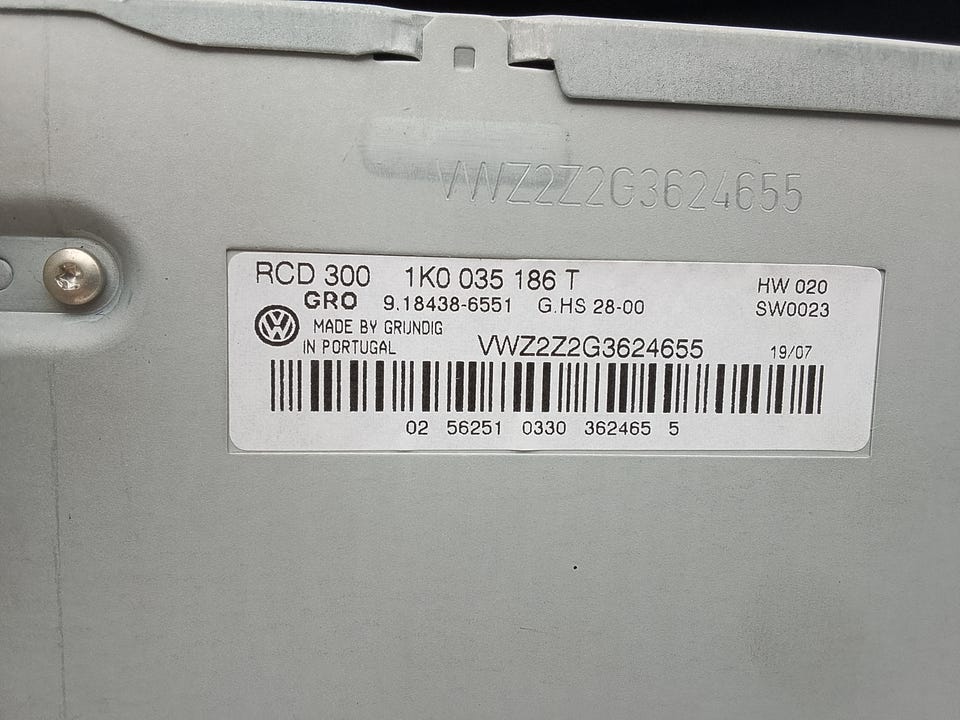 VWZ2Z2G3624655
RCD 300 1K0 035 186 T HW 020
GRO 9.18438-6551 G.HS 28-00 SW0023
MADE BY GRUNDIG
IN PORTUGAL VWZ2Z2G3624655 19/07
02 56251 0330 362465 5